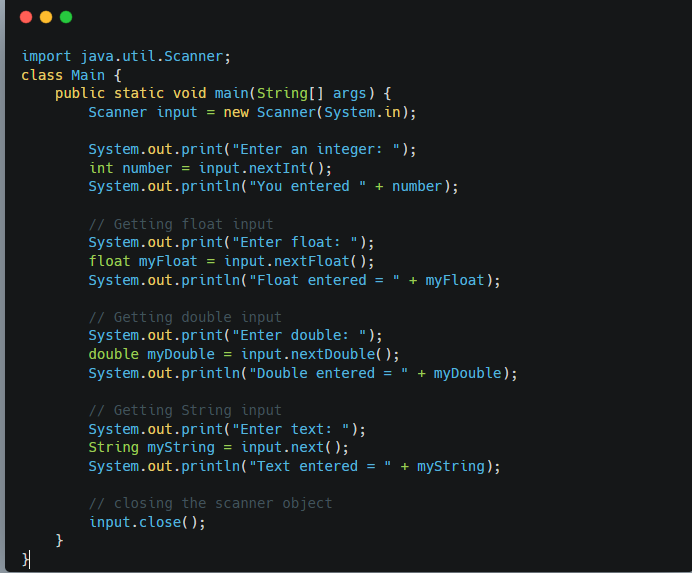 import java.util.Scanner;
class Main {
    public static void main(String[] args) {
        Scanner input = new Scanner(System.in);

        System.out.print("Enter an integer: ");
        int number = input.nextInt();
        System.out.println("You entered " + number);

        // Getting float input
        System.out.print("Enter float: ");
        float myFloat = input.nextFloat();
        System.out.println("Float entered = " + myFloat);

        // Getting double input
        System.out.print("Enter double: ");
        double myDouble = input.nextDouble();
        System.out.println("Double entered = " + myDouble);

        // Getting String input
        System.out.print("Enter text: ");
        String myString = input.next();
        System.out.println("Text entered = " + myString);

        // closing the scanner object
        input.close();
    }
}